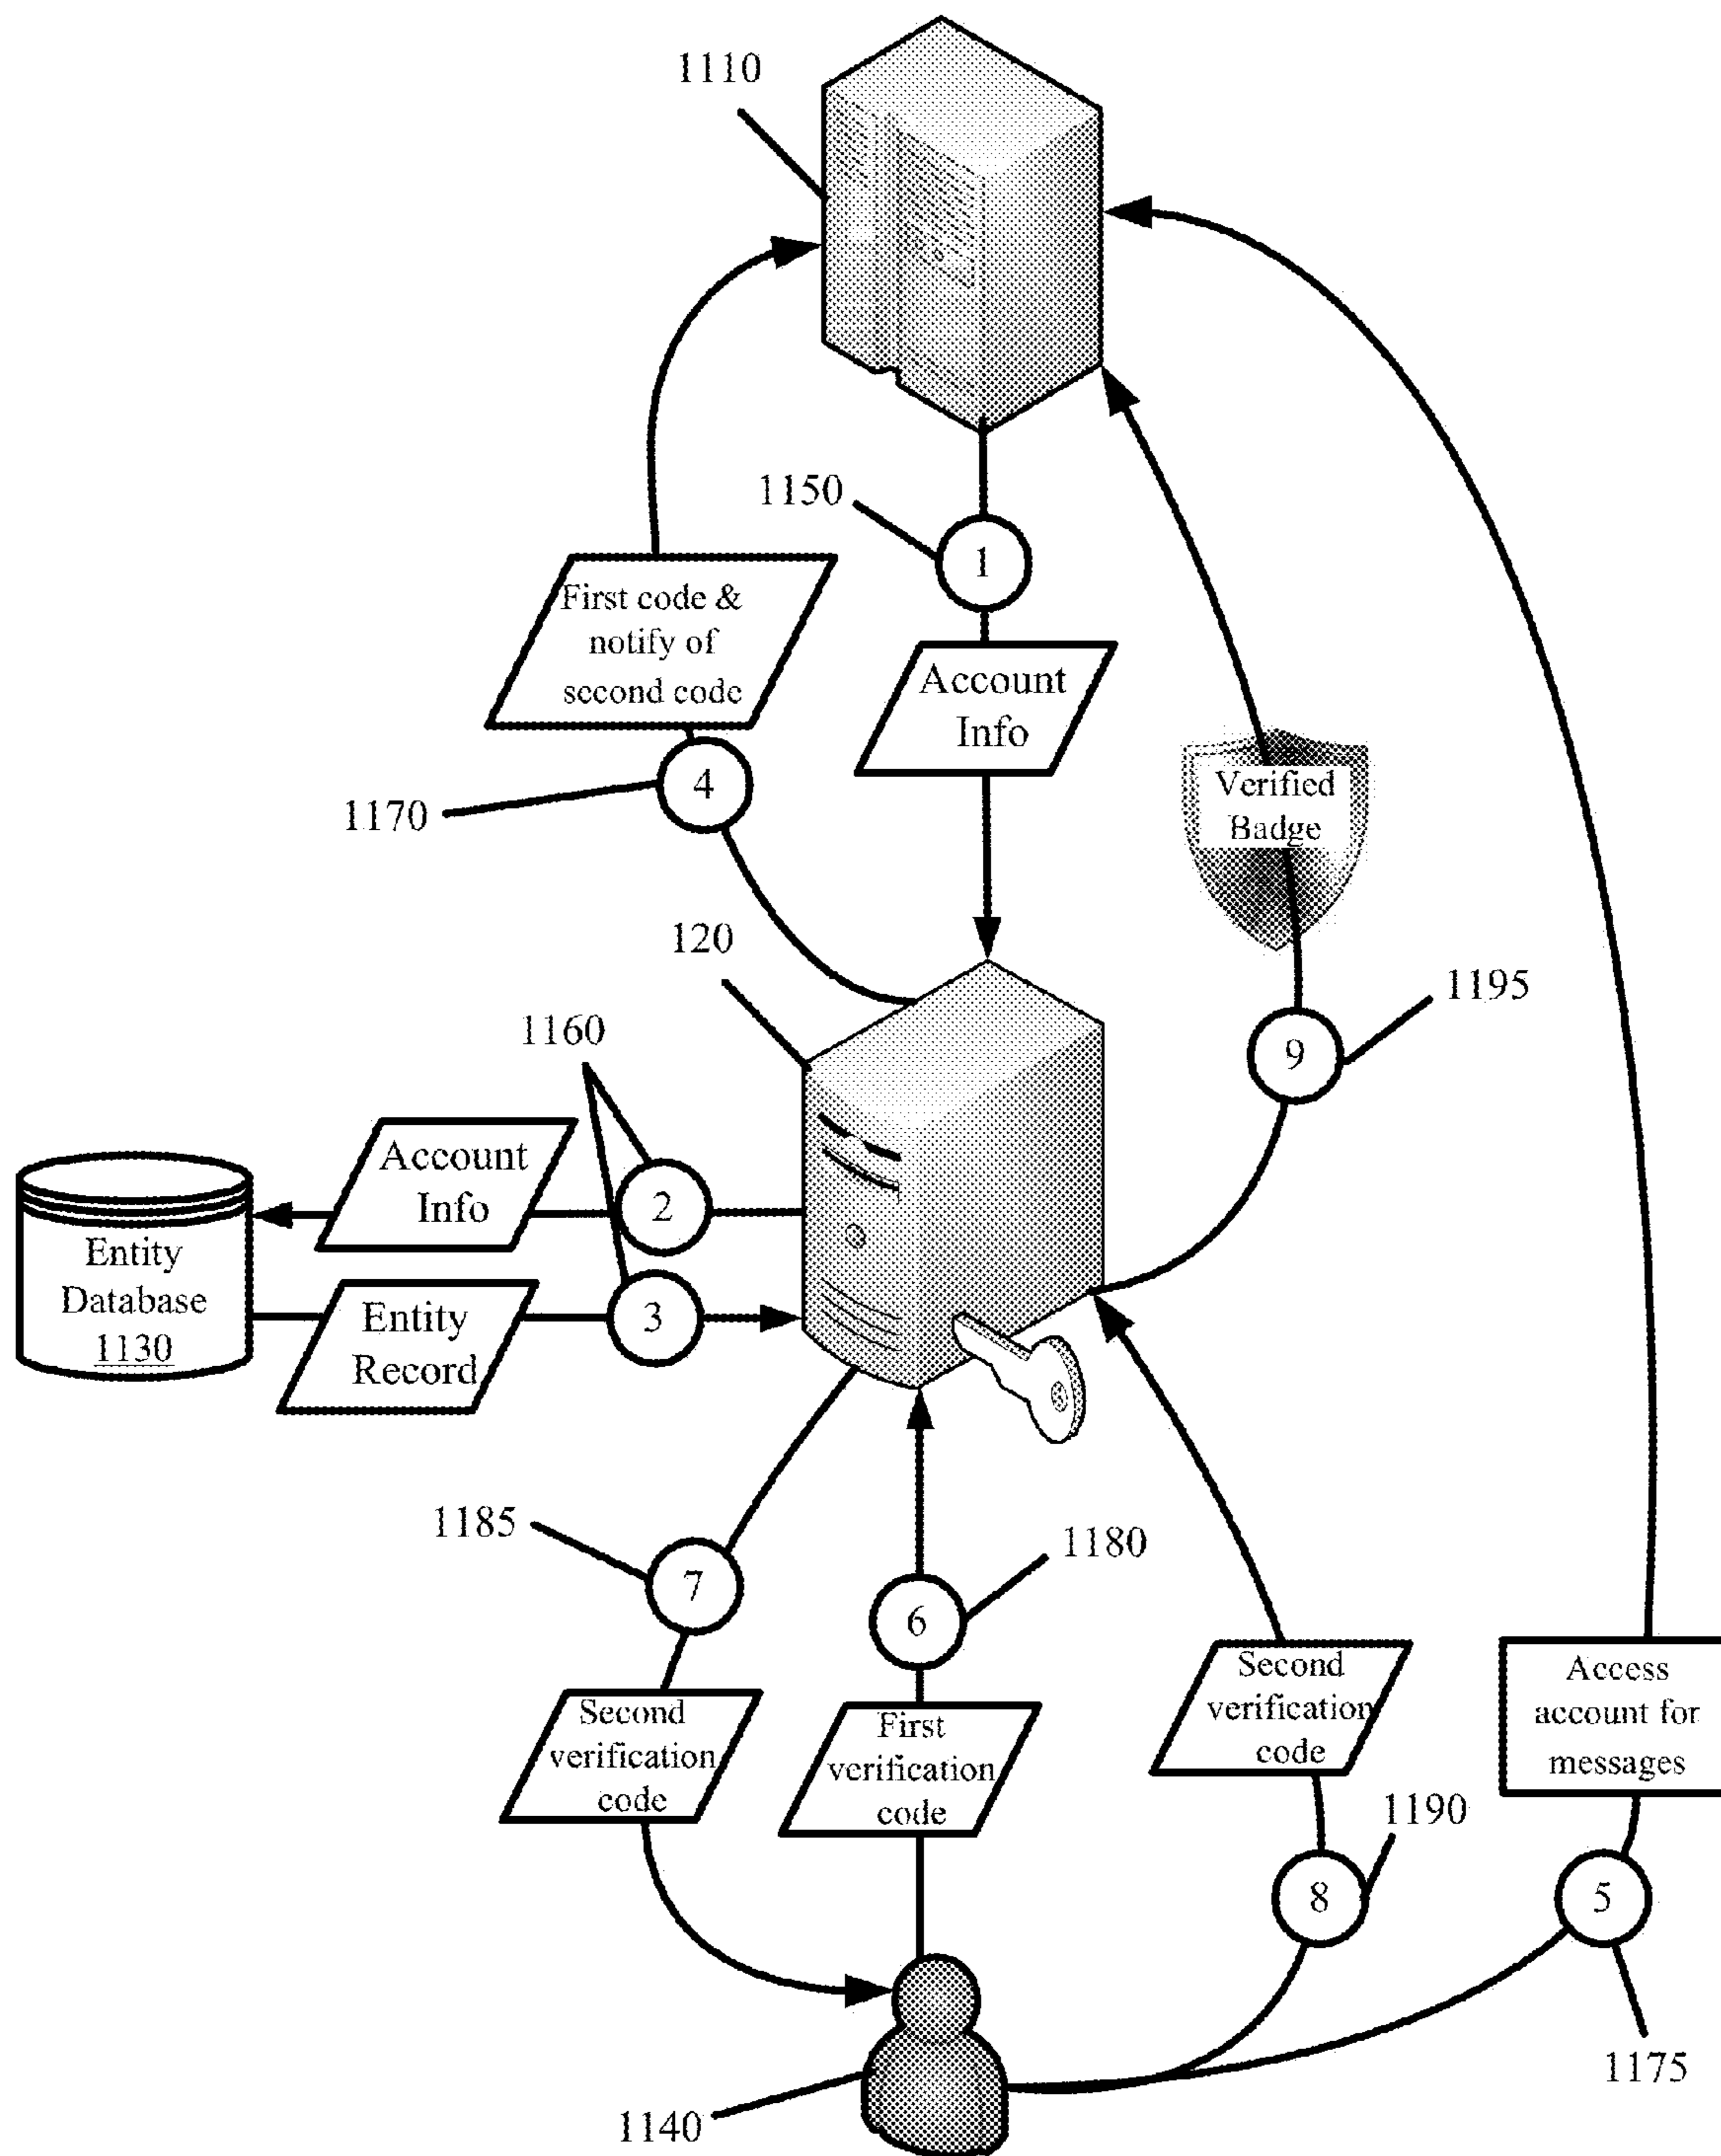 1110
1150
1
First code &
notify of
second code
Account
Info
4
1170
Verified
Badge
120
1195
9
1160
Account
Info
2
Entity
Database
1130
Entity
Record
3
1185
7
1180
6
Second
verification
code
First
verification
code
Second
verification
code
Access
account for
messages
1190
8
5
1175
1140